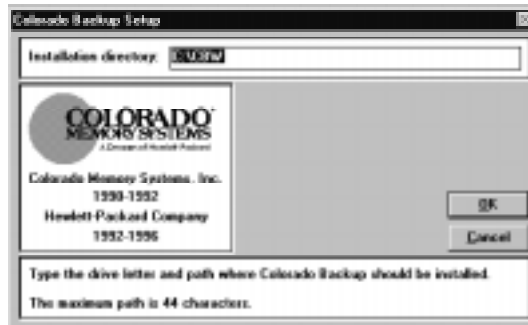 Colorado Backup Setup
Installation directory:
COLORADO
MEMORY SYSTEMS
A Division of Hewlett-Packard
Colorado Memory Systems, Inc.
1990-1992
Hewlett-Packard Company
1992-1996
OK
Cancel
Type the drive letter and path where Colorado Backup should be installed.
The maximum path is 44 characters.